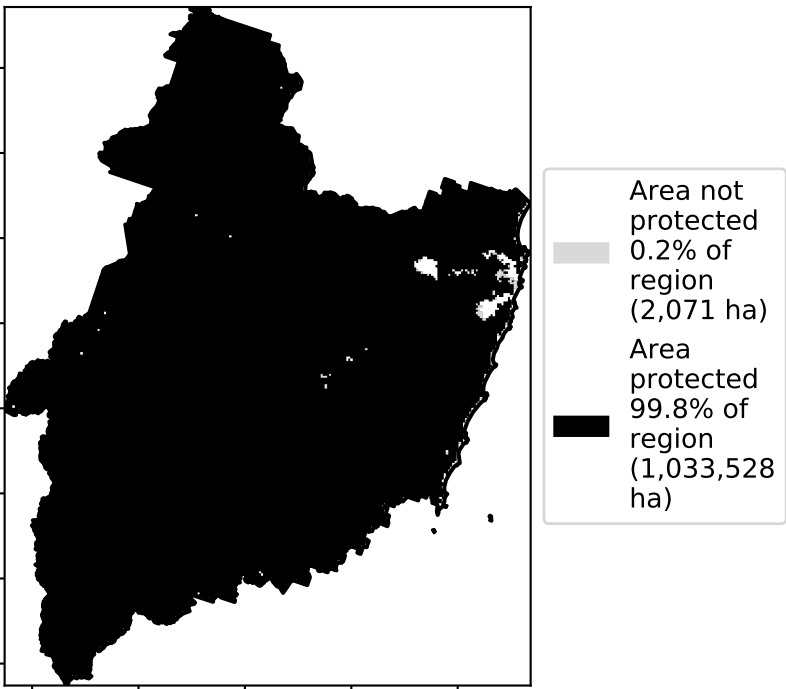 Area not
protected
0.2% of
region
(2,071 ha)
Area
protected
99.8% of
region
(1,033,528
ha)